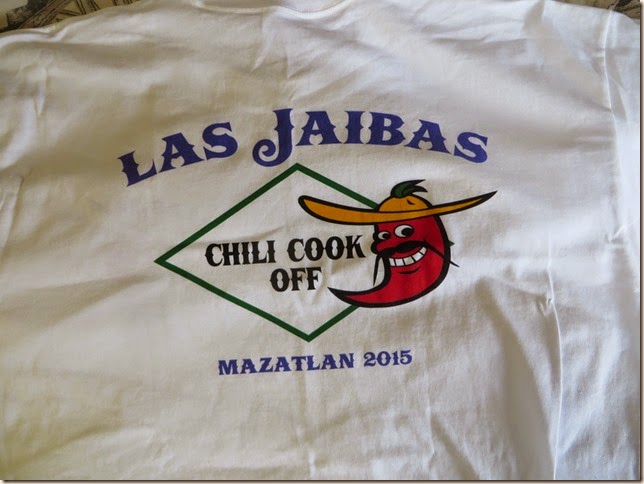 LAS JAIBAS
CHILI COOK
OFF
MAZATLAN 2015